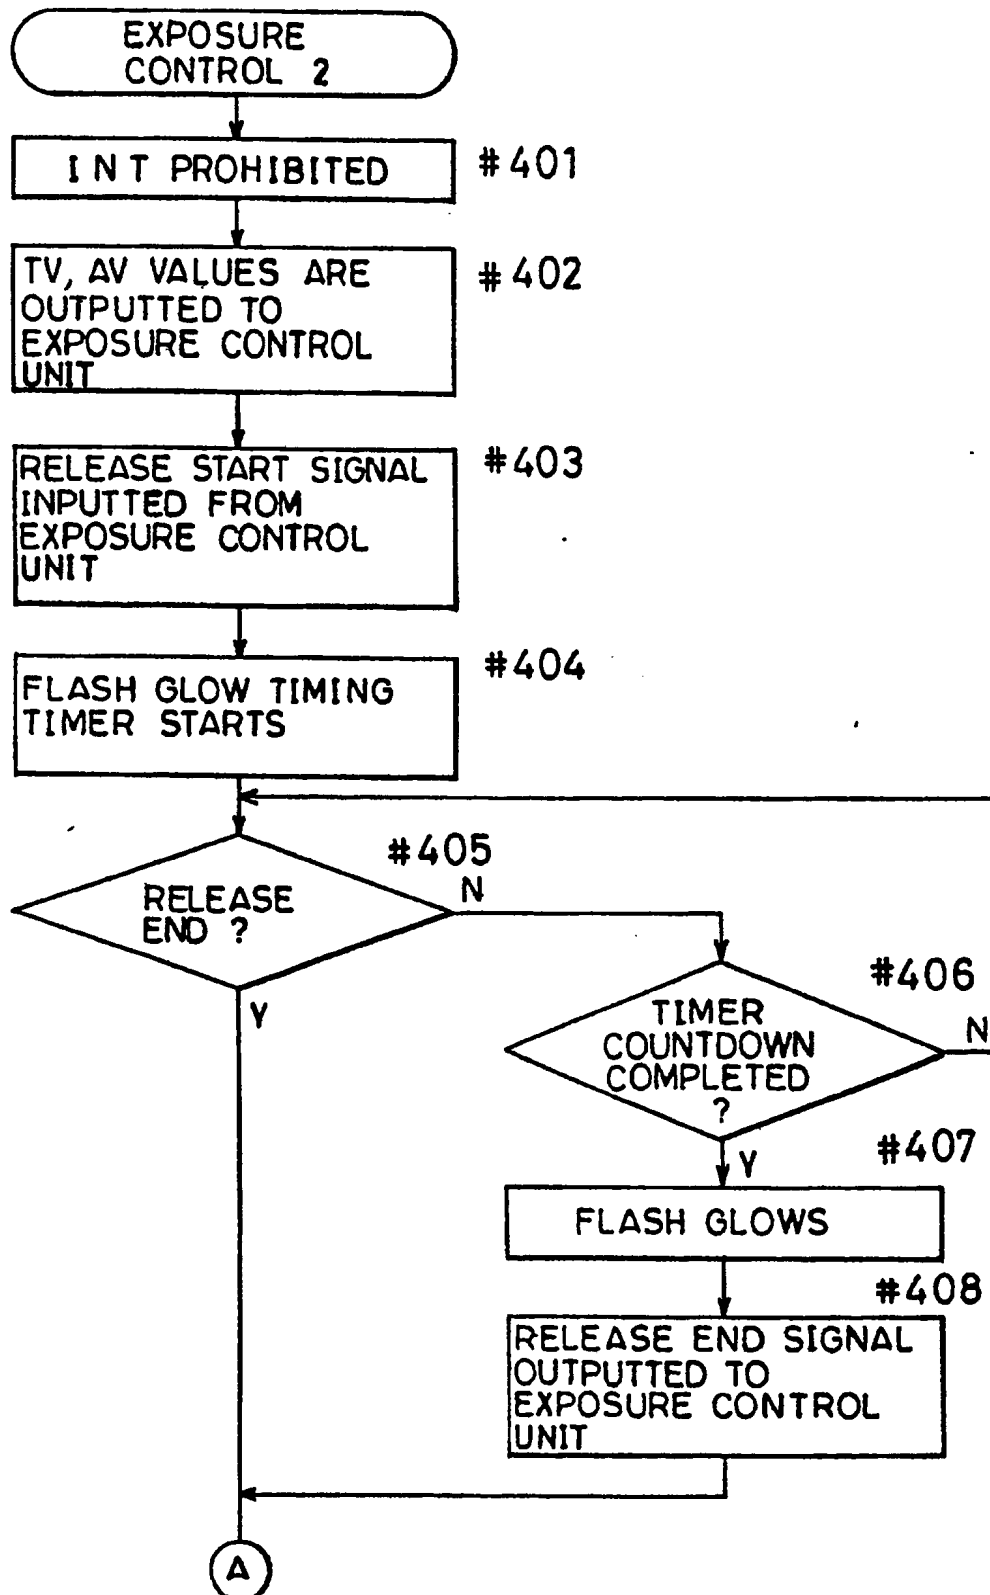 EXPOSURE
CONTROL 2
INT PROHIBITED
#401
TV, AV VALUES ARE
OUTPUTTED TO
EXPOSURE CONTROL
UNIT
#402
RELEASE START SIGNAL
INPUTTED FROM
EXPOSURE CONTROL
UNIT
#403
FLASH GLOW TIMING
TIMER STARTS
#404
RELEASE
END ?
#405
N
Y
TIMER
COUNTDOWN
COMPLETED
?
#406
N
Y
#407
FLASH GLOWS
#408
RELEASE END SIGNAL
OUTPUTTED TO
EXPOSURE CONTROL
UNIT
A